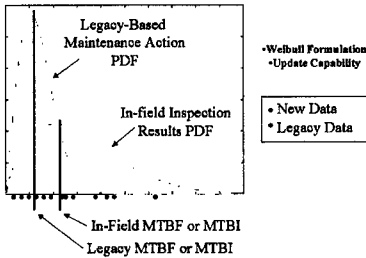 Legacy-Based
Maintenance Action
PDF
In-field Inspection
Results PDF
•Weibull Formulation
•Update Capability
• New Data
• Legacy Data
In-Field MTBF or MTBI
Legacy MTBF or MTBI